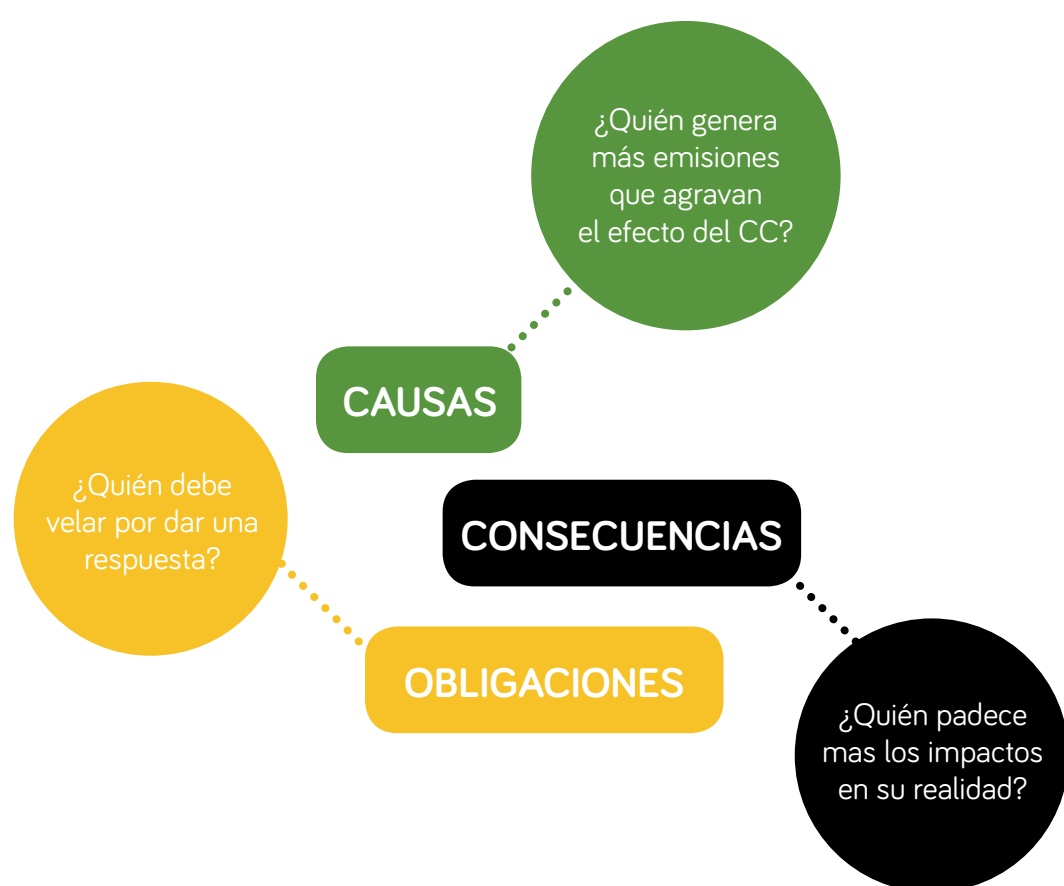 ¿Quién genera
más emisiones
que agravan
el efecto del CC?
CAUSAS
¿Quién debe
velar por dar una
respuesta?
CONSECUENCIAS
OBLIGACIONES
¿Quién padece
mas los impactos
en su realidad?